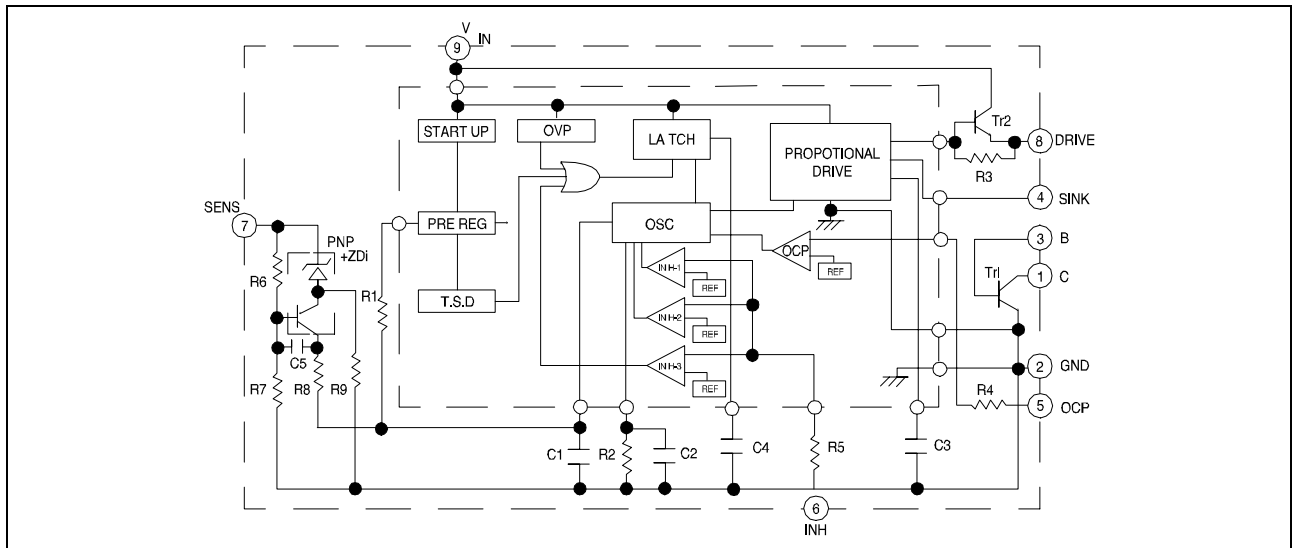 V
IN
9
START UP
OVP
LA TCH
PROPOTIONAL
DRIVE
Tr2
8
DRIVE
R3
SINK
4
SENS
7
PRE REG
OSC
PNP
+ZDi
R6
R1
OCP
REF
3
B
TrI
1
C
T.S.D
INH-1
REF
INH-2
REF
INH-3
REF
C5
R7
R8
R9
2
GND
R4
5
OCP
C1
R2
C2
C4
R5
C3
6
INH